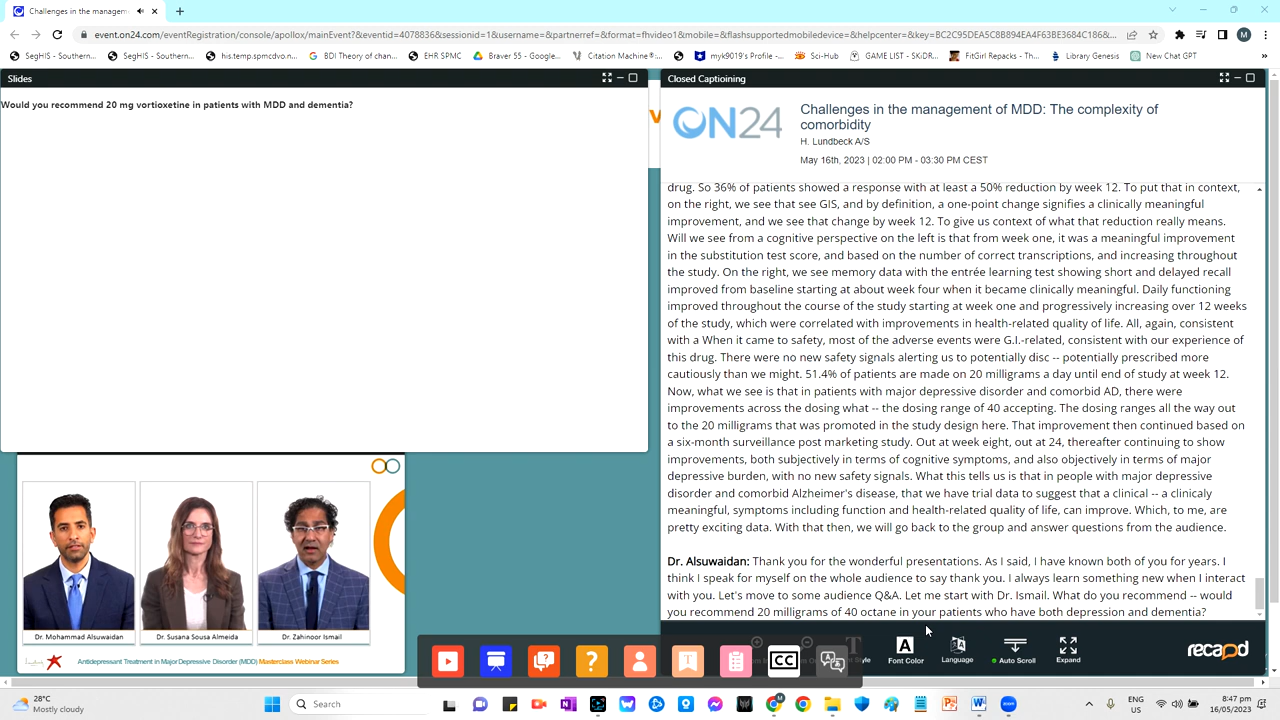 Challenges in the managem
event.on24.com/eventRegistration/console/apollox/mainEvent?&eventid=4078836&sessionid=1&username=&partnerref=&format=fhvideo1&mobile=&flashsupportedmobiledevice=&helpcenter=&key=BC2C95DEA5C8B894EA4F63BE3684C186&...
M
SegHIS - Southern...
SegHIS - Southern...
his.temp.spmcdvo.n...
BDI Theory of chan...
EHR SPMC
Braver 55 - Google...
Citation Machine®:...
myk9019's Profile -...
Sci-Hub
GAME LIST - SKiDR...
FitGirl Repacks - Th...
Library Genesis
New Chat GPT
»
Slides
Would you recommend 20 mg vortioxetine in patients with MDD and dementia?
Closed Captioining
ON24
Challenges in the management of MDD: The complexity of
comorbidity
H. Lundbeck A/S
May 16th, 2023 | 02:00 PM - 03:30 PM CEST
drug. So 36% of patients showed a response with at least a 50% reduction by week 12. To put that in context,
on the right, we see that see GIS, and by definition, a one-point change signifies a clinically meaningful
improvement, and we see that change by week 12. To give us context of what that reduction really means.
Will we see from a cognitive perspective on the left is that from week one, it was a meaningful improvement
in the substitution test score, and based on the number of correct transcriptions, and increasing throughout
the study. On the right, we see memory data with the entrée learning test showing short and delayed recall
improved from baseline starting at about week four when it became clinically meaningful. Daily functioning
improved throughout the course of the study starting at week one and progressively increasing over 12 weeks
of the study, which were correlated with improvements in health-related quality of life. All, again, consistent
with a When it came to safety, most of the adverse events were G.I.-related, consistent with our experience of
this drug. There were no new safety signals alerting us to potentially disc -- potentially prescribed more
cautiously than we might. 51.4% of patients are made on 20 milligrams a day until end of study at week 12.
Now, what we see is that in patients with major depressive disorder and comorbid AD, there were
improvements across the dosing what -- the dosing range of 40 accepting. The dosing ranges all the way out
to the 20 milligrams that was promoted in the study design here. That improvement then continued based on
a six-month surveillance post marketing study. Out at week eight, out at 24, thereafter continuing to show
improvements, both subjectively in terms of cognitive symptoms, and also objectively in terms of major
depressive burden, with no new safety signals. What this tells us is that in people with major depressive
disorder and comorbid Alzheimer's disease, that we have trial data to suggest that a clinical -- a clinicaly
meaningful, symptoms including function and health-related quality of life, can improve. Which, to me, are
pretty exciting data. With that then, we will go back to the group and answer questions from the audience.
Dr. Alsuwaidan: Thank you for the wonderful presentations. As I said, I have known both of you for years. I
think I speak for myself on the whole audience to say thank you. I always learn something new when I interact
with you. Let's move to some audience Q&A. Let me start with Dr. Ismail. What do you recommend -- would
you recommend 20 milligrams of 40 octane in your patients who have both depression and dementia?
Dr. Mohammad Alsuwaidan
Dr. Susana Sousa Almeida
Dr. Zahinoor Ismail
Antidepressant Treatment in Major Depressive Disorder (MDD) Masterclass Webinar Series
CC
Font Color
Language
Auto Scroll
Expand
recapd
28°C
Mostly cloudy
Search
ENG
US
8:47 pm
16/05/2023